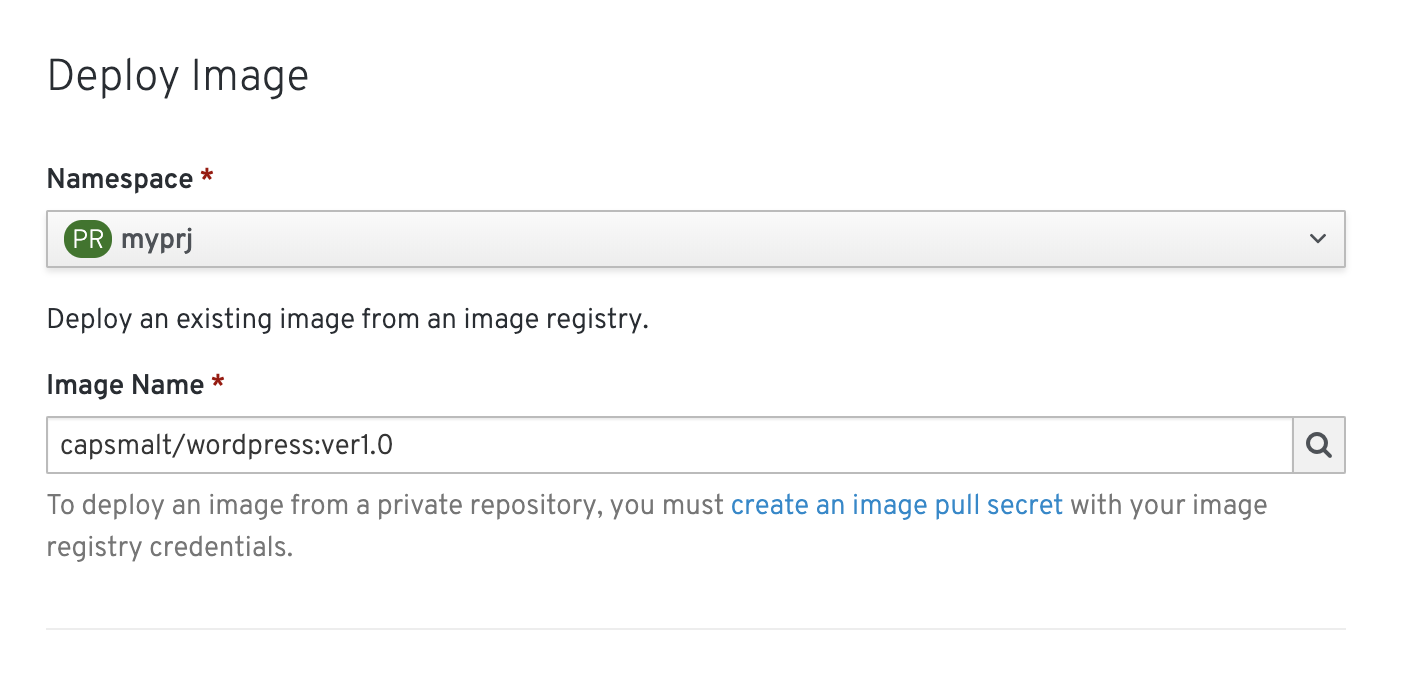 Deploy Image
Namespace *
PR myprj
Deploy an existing image from an image registry.
Image Name *
capsmalt/wordpress:ver1.0
To deploy an image from a private repository, you must create an image pull secret with your image
registry credentials.